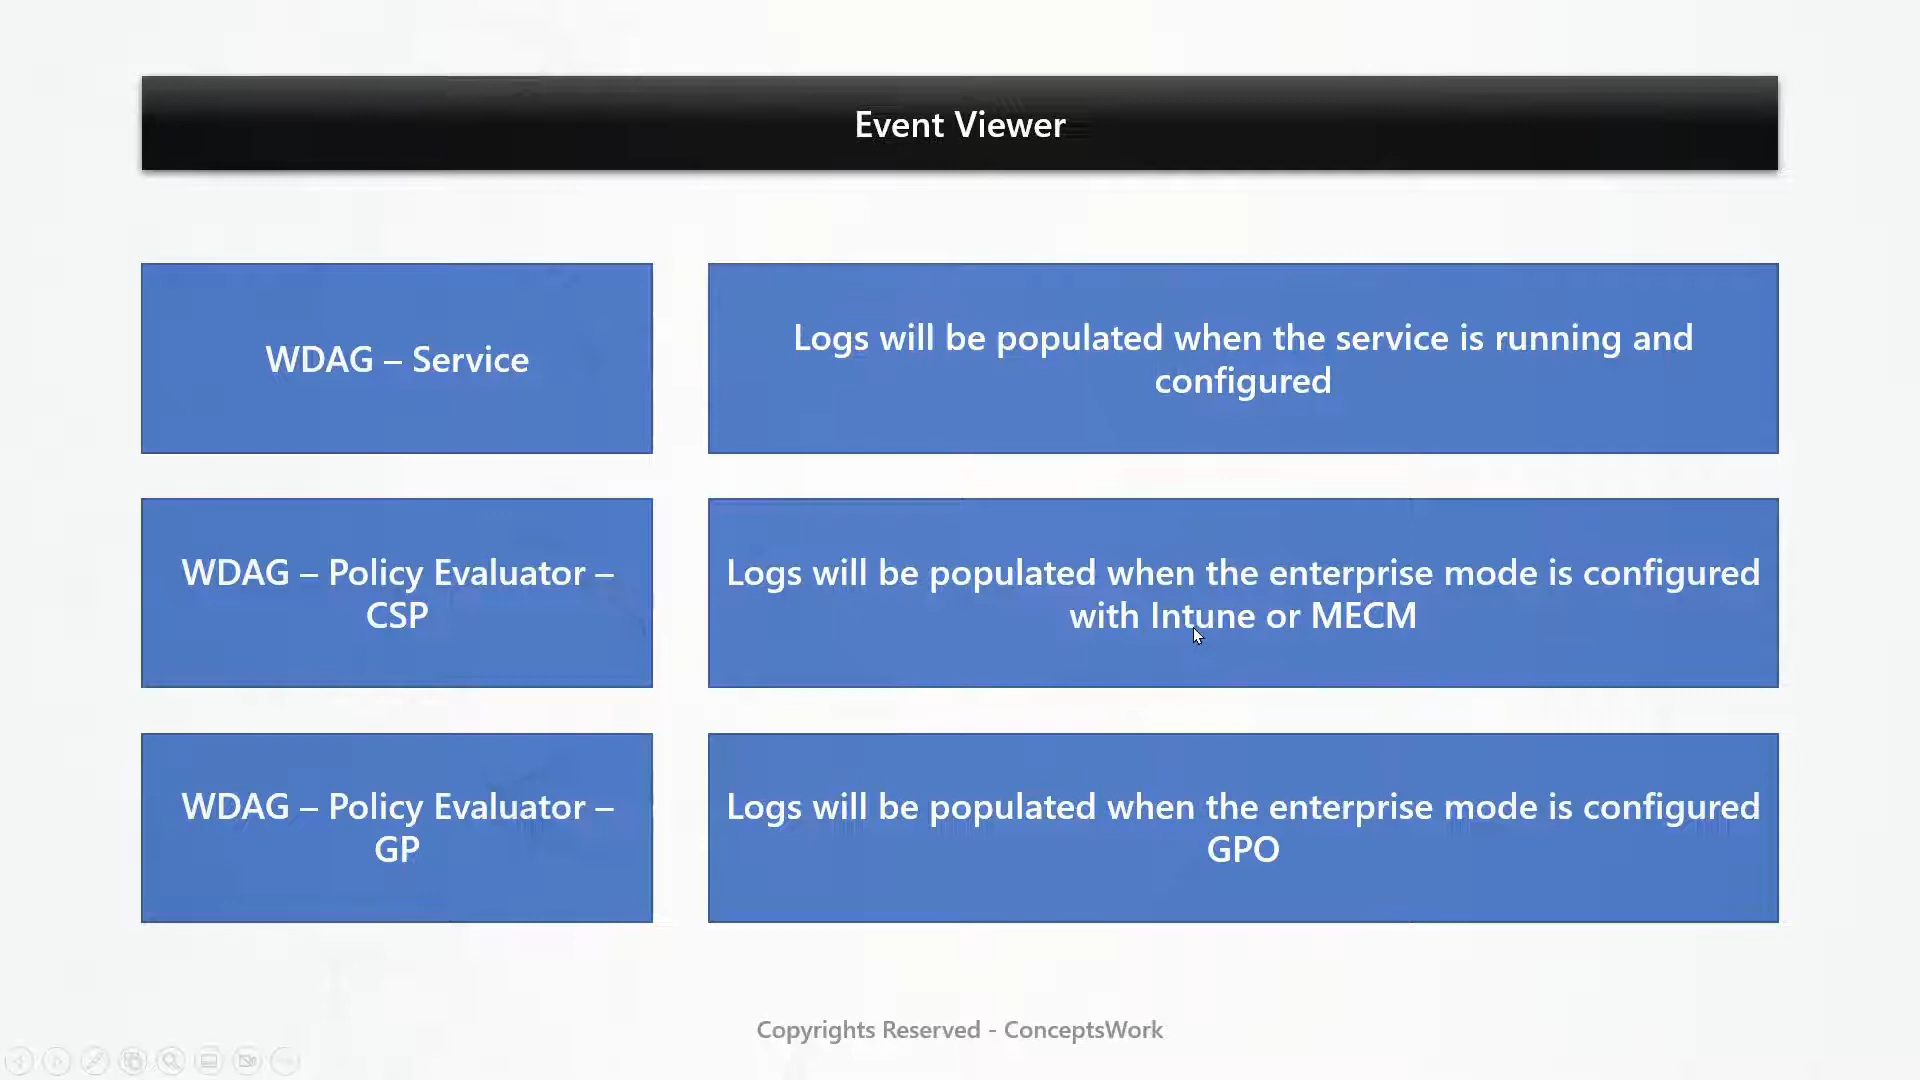 Event Viewer
WDAG – Service
Logs will be populated when the service is running and
configured
WDAG – Policy Evaluator –
CSP
Logs will be populated when the enterprise mode is configured
with Intune or MECM
WDAG – Policy Evaluator –
GP
Logs will be populated when the enterprise mode is configured
GPO
Copyrights Reserved - ConceptsWork